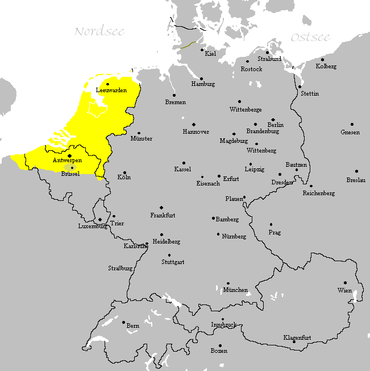 Nordsee
Ostsee
Kiel
Stralsund
Rostock
Kolberg
Leeuwarden
Hamburg
Stettin
Bremen
Wittenberge
Münster
Hannover
Berlin
Brandenburg
Gnesen
Magdeburg
Wittenberg
Antwerpen
Brüssel
Köln
Kassel
Eisenach
Erfurt
Leipzig
Bautzen
Dresden
Breslau
Reichenberg
Plauen
Luxemburg
Trier
Frankfurt
Bamberg
Prag
Nürnberg
Karlsruhe
Heidelberg
Stuttgart
Straßburg
München
Wien
Bern
Innsbruck
Klagenfurt
Bozen